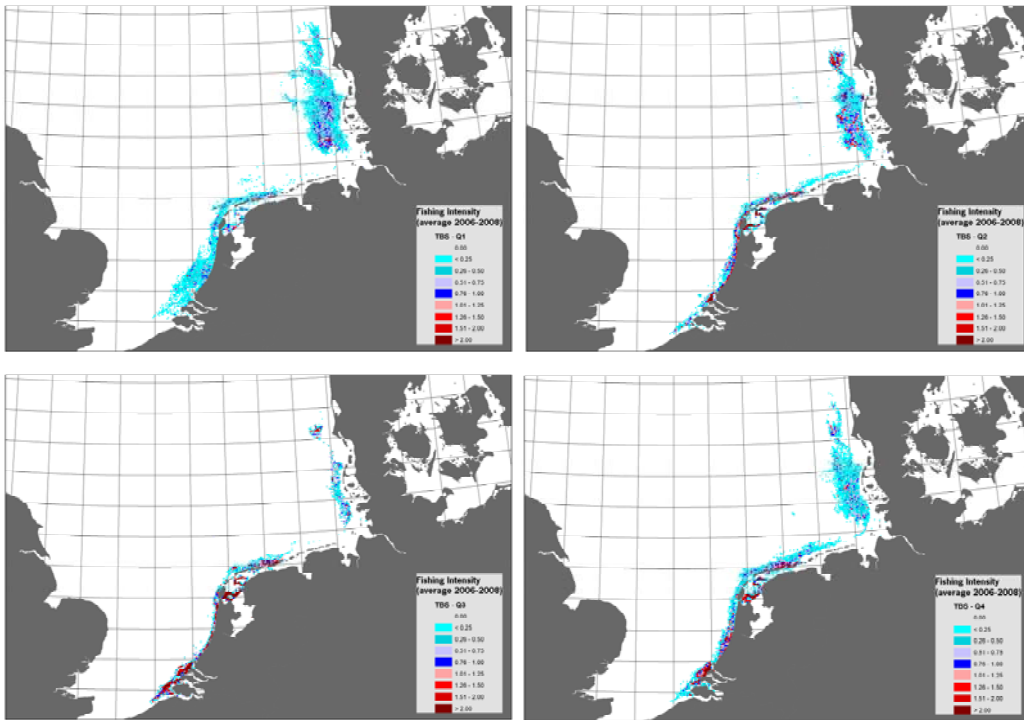 Fishing Intensity
(average 2006-2008)
TBS - Q1
0.00
< 0.25
0.26 - 0.50
0.51 - 0.75
0.76 - 1.00
1.01 - 1.25
1.26 - 1.50
1.51 - 2.00
> 2.00
Fishing Intensity
(average 2006-2008)
TBS - Q2
0.00
< 0.25
0.26 - 0.50
0.51 - 0.75
0.76 - 1.00
1.01 - 1.25
1.26 - 1.50
1.51 - 2.00
> 2.00
Fishing Intensity
(average 2006-2008)
TBS - Q3
0.00
< 0.25
0.26 - 0.50
0.51 - 0.75
0.76 - 1.00
1.01 - 1.25
1.26 - 1.50
1.51 - 2.00
> 2.00
Fishing Intensity
(average 2006-2008)
TBS - Q4
0.00
< 0.25
0.26 - 0.50
0.51 - 0.75
0.76 - 1.00
1.01 - 1.25
1.26 - 1.50
1.51 - 2.00
> 2.00